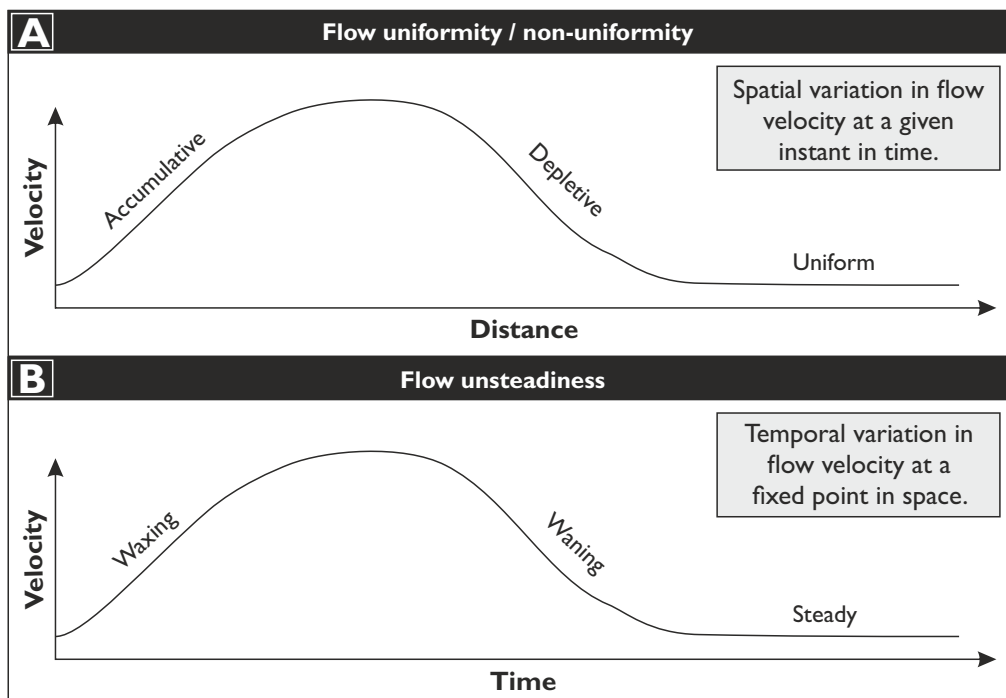 A
Flow uniformity / non-uniformity
Spatial variation in flow
velocity at a given
instant in time.
Velocity
Accumulative
Depletive
Uniform
Distance
B
Flow unsteadiness
Temporal variation in
flow velocity at a
fixed point in space.
Velocity
Waxing
Waning
Steady
Time